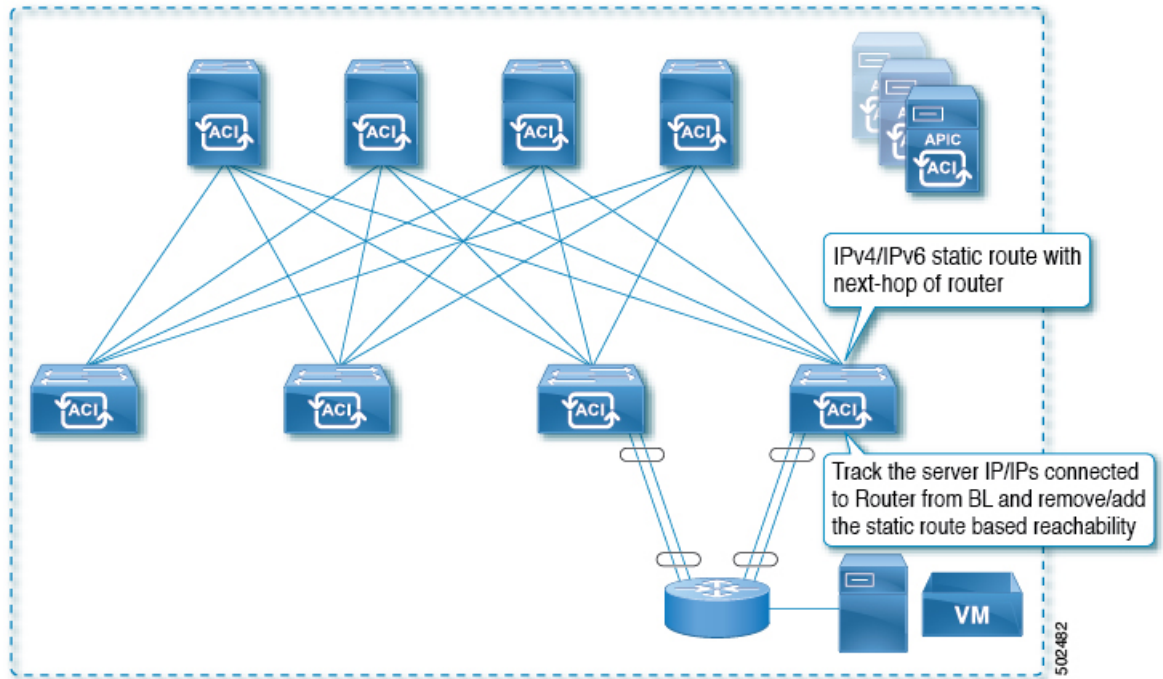 ACI
ACI
ACI
ACI
APIC
ACI
IPv4/IPv6 static route with
next-hop of router
ACI
ACI
ACI
ACI
Track the server IP/IPs connected
to Router from BL and remove/add
the static route based reachability
VM
502482